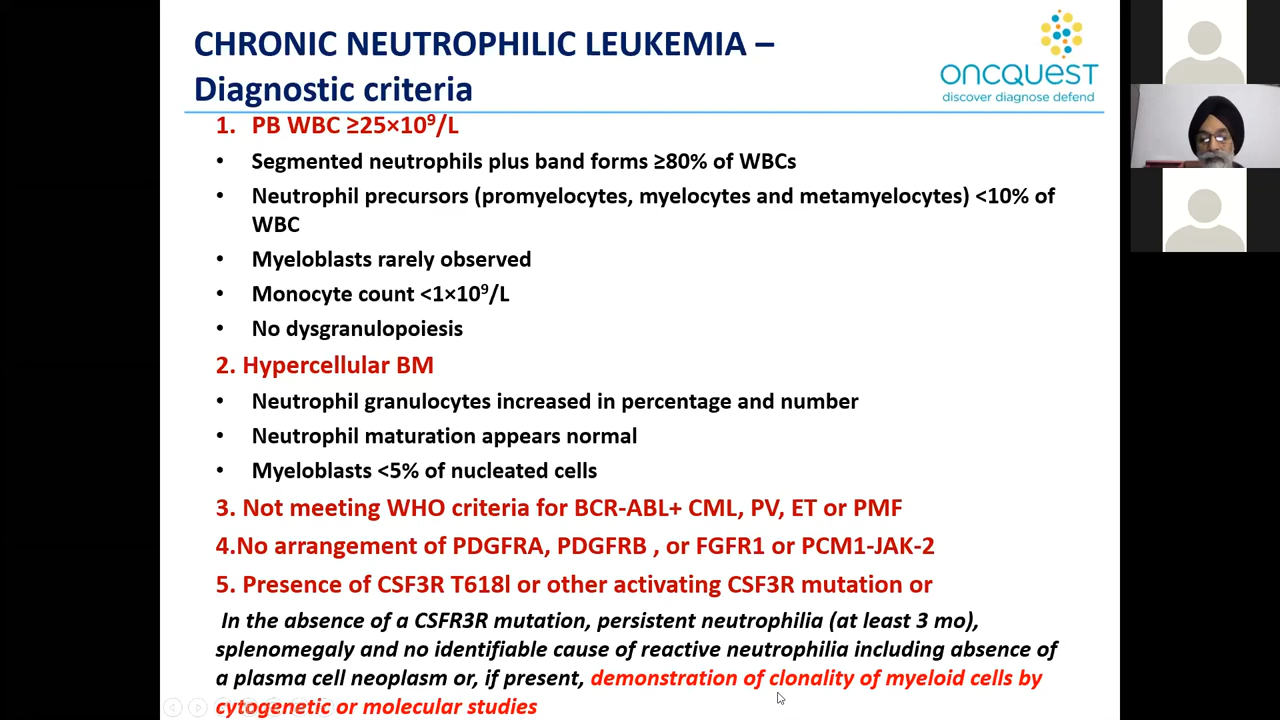 CHRONIC NEUTROPHILIC LEUKEMIA –
Diagnostic criteria
oncquest
discover diagnose defend
1. PB WBC ≥25×10⁹/L
• Segmented neutrophils plus band forms ≥80% of WBCs
• Neutrophil precursors (promyelocytes, myelocytes and metamyelocytes) <10% of
WBC
• Myeloblasts rarely observed
• Monocyte count <1×10⁹/L
• No dysgranulopoiesis
2. Hypercellular BM
• Neutrophil granulocytes increased in percentage and number
• Neutrophil maturation appears normal
• Myeloblasts <5% of nucleated cells
3. Not meeting WHO criteria for BCR-ABL+ CML, PV, ET or PMF
4.No arrangement of PDGFRA, PDGFRB , or FGFR1 or PCM1-JAK-2
5. Presence of CSF3R T618l or other activating CSF3R mutation or
In the absence of a CSFR3R mutation, persistent neutrophilia (at least 3 mo),
splenomegaly and no identifiable cause of reactive neutrophilia including absence of
a plasma cell neoplasm or, if present, demonstration of clonality of myeloid cells by
cytogenetic or molecular studies